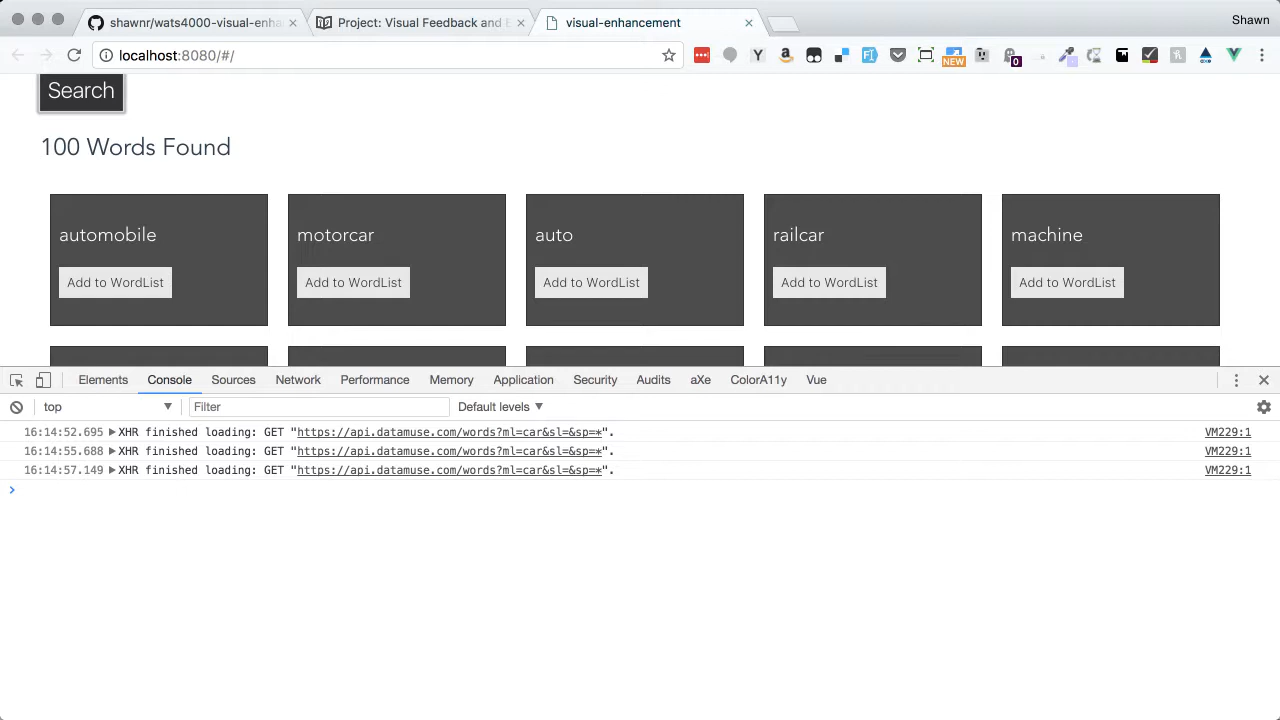 shawnr/wats4000-visual-enha
Project: Visual Feedback and E
visual-enhancement
Shawn
localhost:8080/#/
Y
a
NEW
0
Search
100 Words Found
automobile
motorcar
auto
railcar
machine
Add to WordList
Add to WordList
Add to WordList
Add to WordList
Add to WordList
Elements
Console
Sources
Network
Performance
Memory
Application
Security
Audits
aXe
ColorA11y
Vue
top
Filter
Default levels
16:14:52.695 XHR finished loading: GET "https://api.datamuse.com/words?ml=car&sl=&sp=*". VM229:1
16:14:55.688 XHR finished loading: GET "https://api.datamuse.com/words?ml=car&sl=&sp=*". VM229:1
16:14:57.149 XHR finished loading: GET "https://api.datamuse.com/words?ml=car&sl=&sp=*". VM229:1